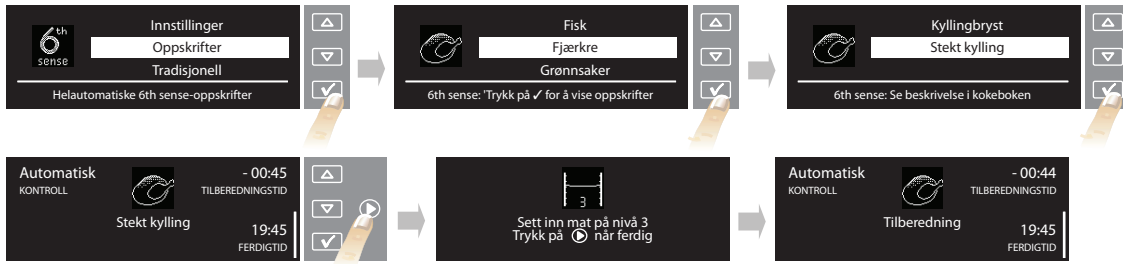 6th
sense
Innstillinger
Oppskrifter
Tradisjonell
Helautomatiske 6th sense-oppskrifter
Fisk
Fjærkre
Grønnsaker
6th sense: 'Trykk på ✓ for å vise oppskrifter
Kyllingbryst
Stekt kylling
6th sense: Se beskrivelse i kokeboken
Automatisk
KONTROLL
- 00:45
TILBEREDNINGSTID
Stekt kylling
19:45
FERDIGTID
3
Sett inn mat på nivå 3
Trykk på ▶ når ferdig
Automatisk
KONTROLL
- 00:44
TILBEREDNINGSTID
Tilberedning
19:45
FERDIGTID